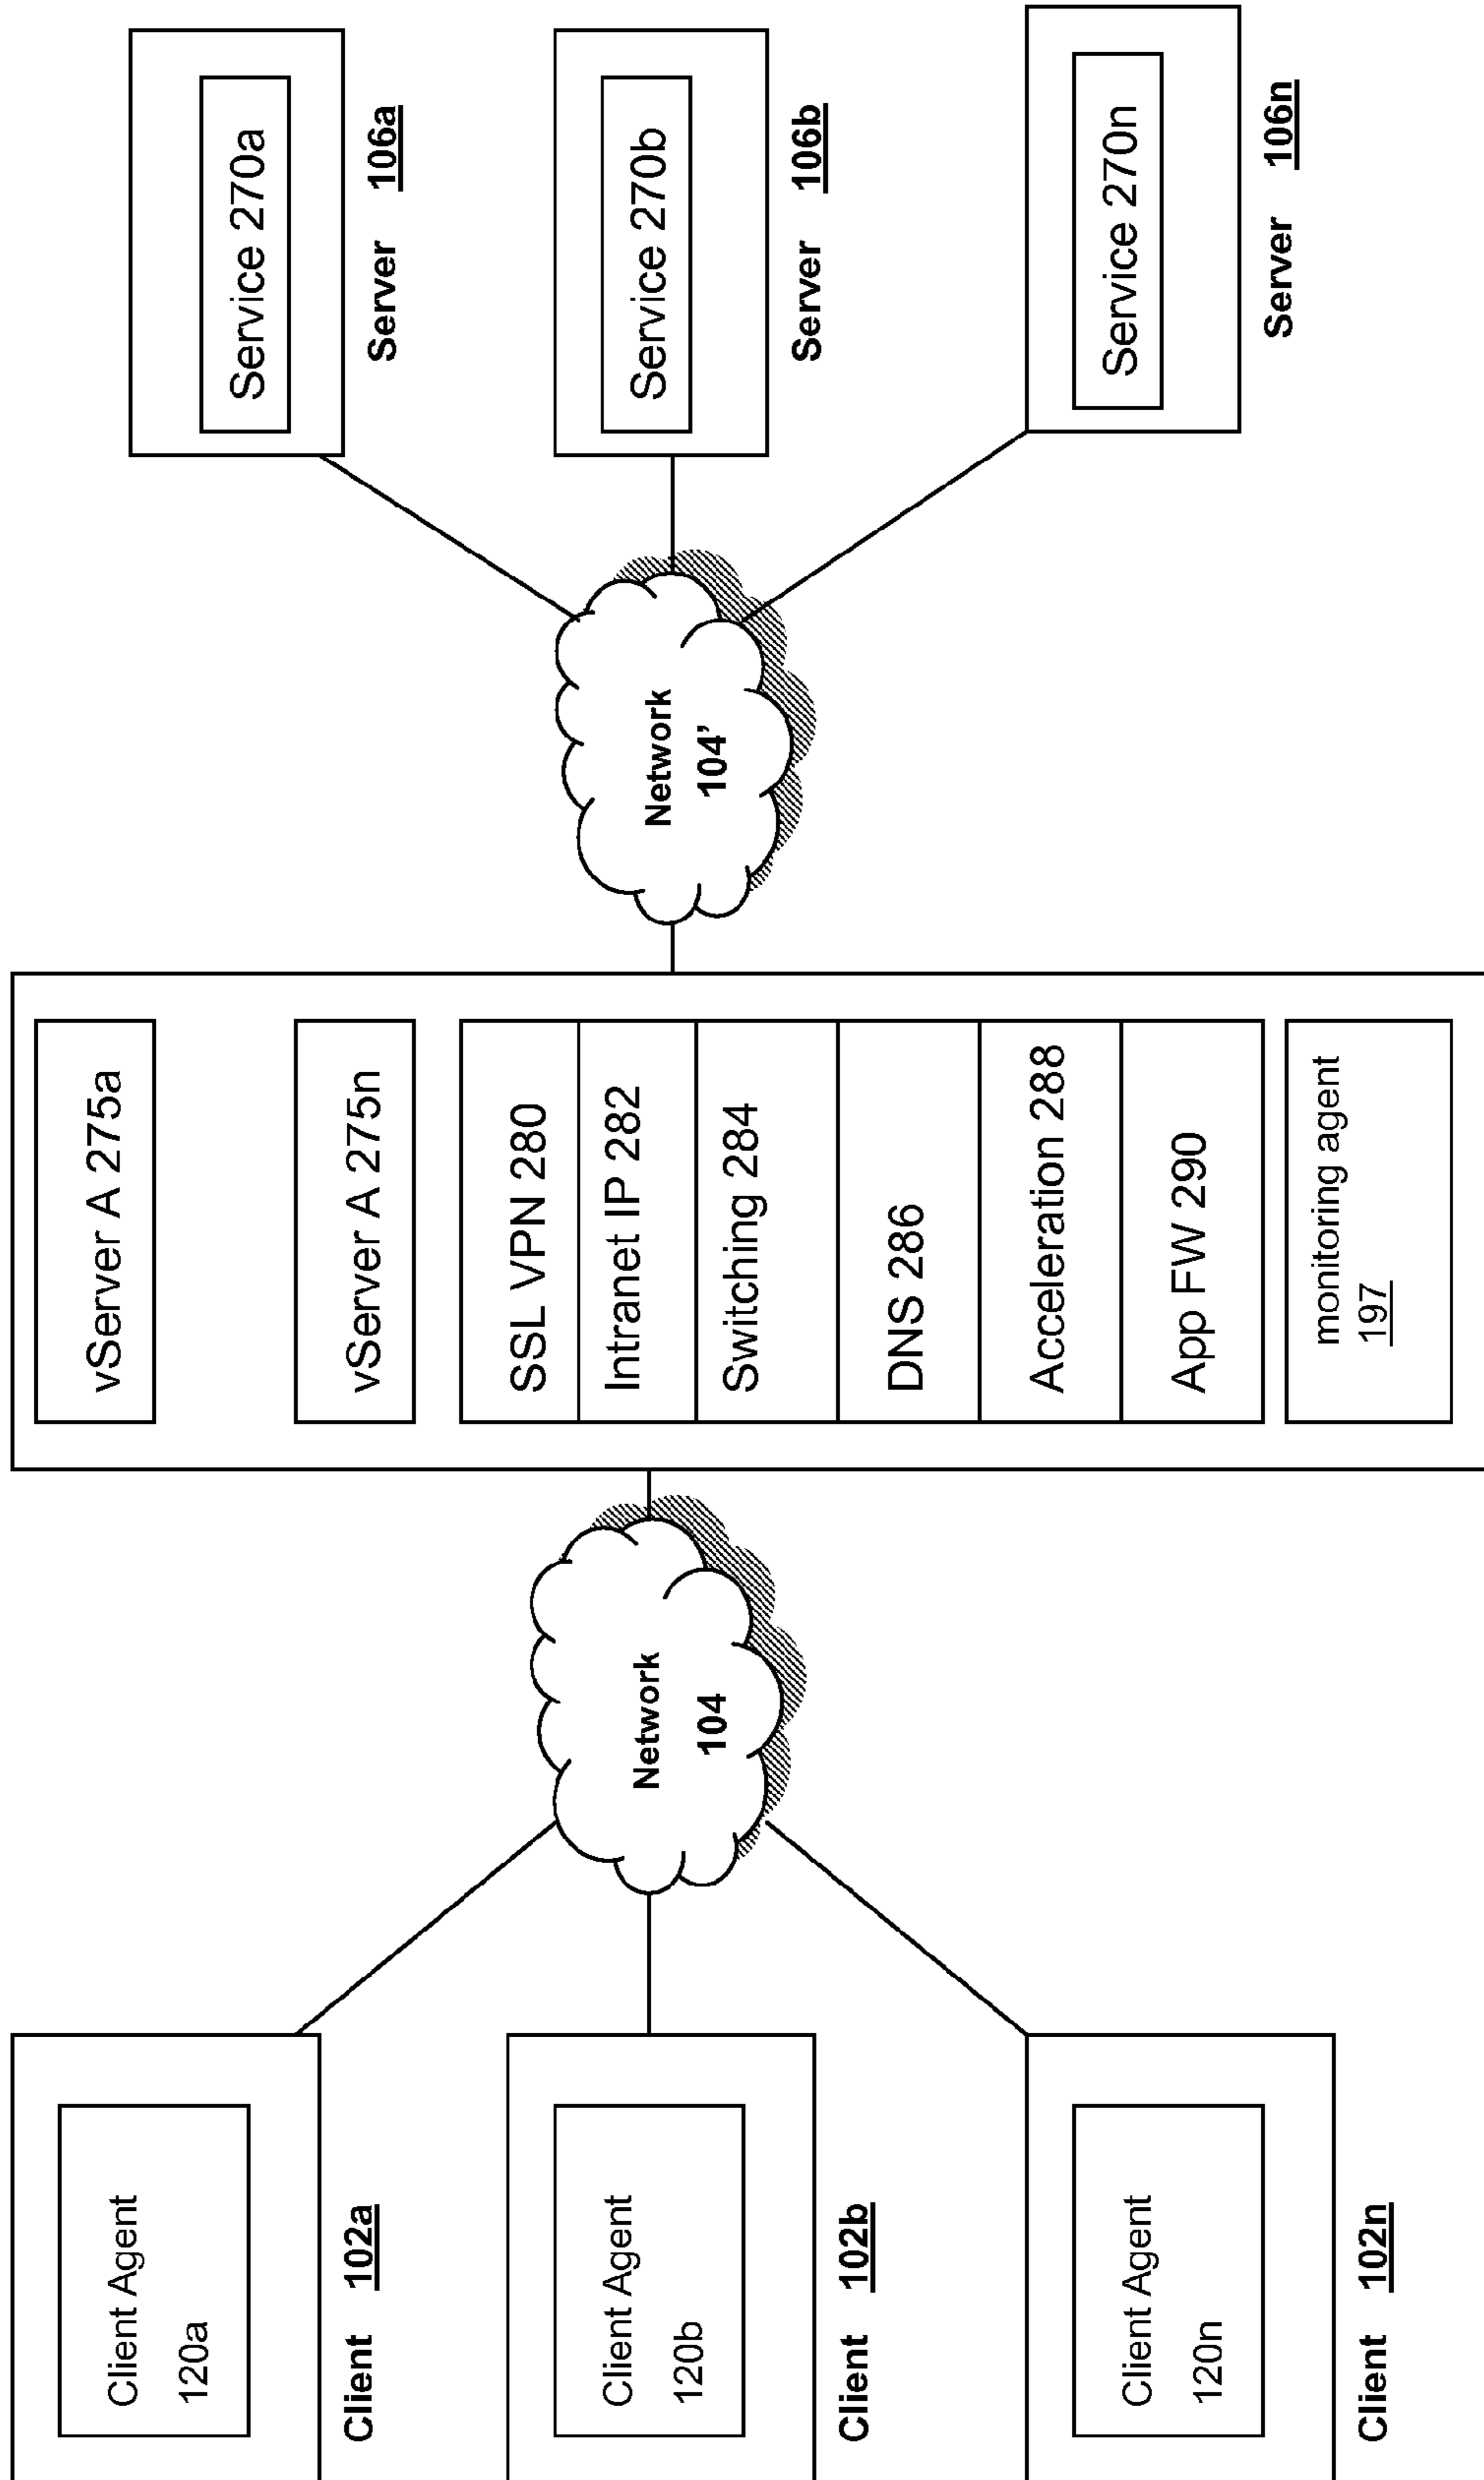 Client Agent
120a
Client 102a
Client Agent
120b
Client 102b
Client Agent
120n
Client 102n
Network
104
vServer A 275a
vServer A 275n
SSL VPN 280
Intranet IP 282
Switching 284
DNS 286
Acceleration 288
App FW 290
monitoring agent
197
Network
104’
Service 270a
Server 106a
Service 270b
Server 106b
Service 270n
Server 106n